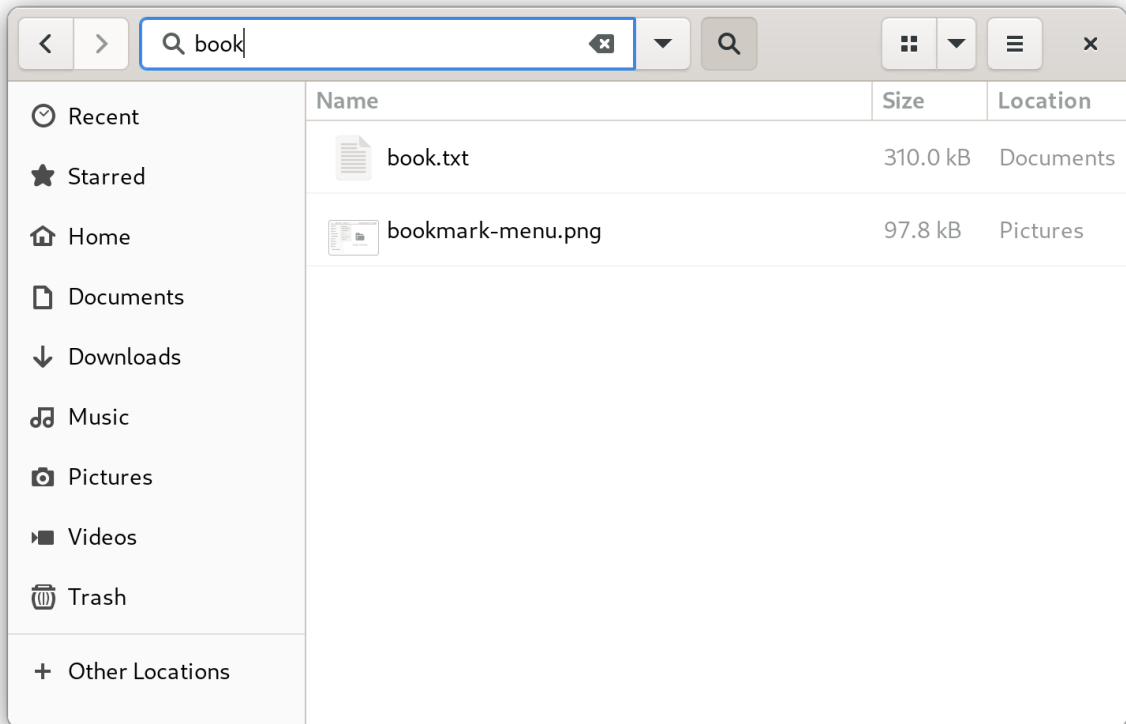 book
Name Size Location
book.txt 310.0 kB Documents
bookmark-menu.png 97.8 kB Pictures
Recent
Starred
Home
Documents
Downloads
Music
Pictures
Videos
Trash
Other Locations